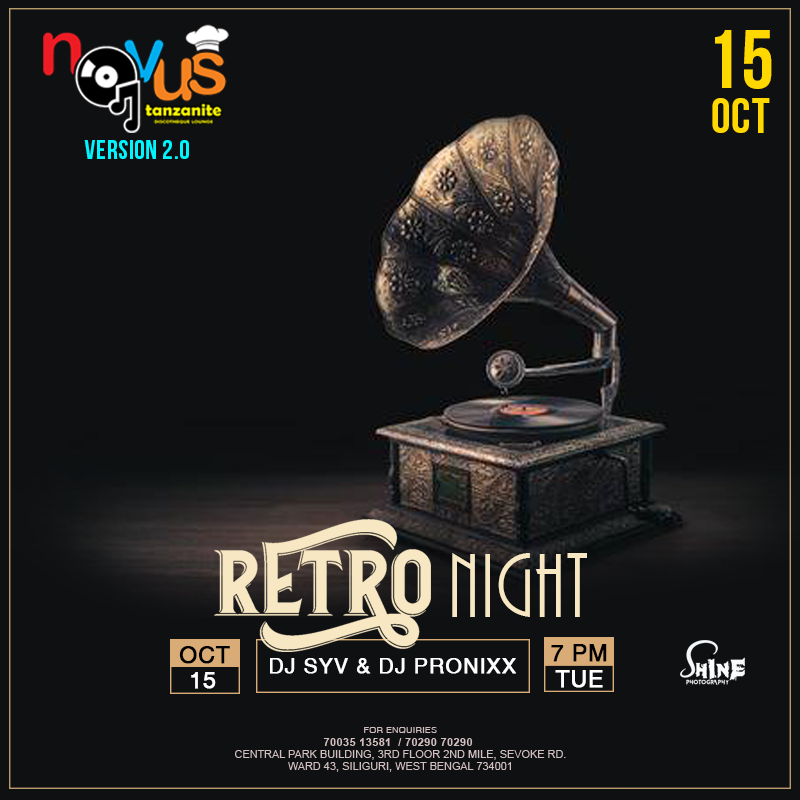 novus
tanzanite
DISCOTHEQUE LOUNGE
VERSION 2.0
15
OCT
RETRO NIGHT
OCT
15
DJ SYV & DJ PRONIXX
7 PM
TUE
SHINE
PHOTOGRAPHY
FOR ENQUIRIES
70035 13581 / 70290 70290
CENTRAL PARK BUILDING, 3RD FLOOR 2ND MILE, SEVOKE RD.
WARD 43, SILIGURI, WEST BENGAL 734001